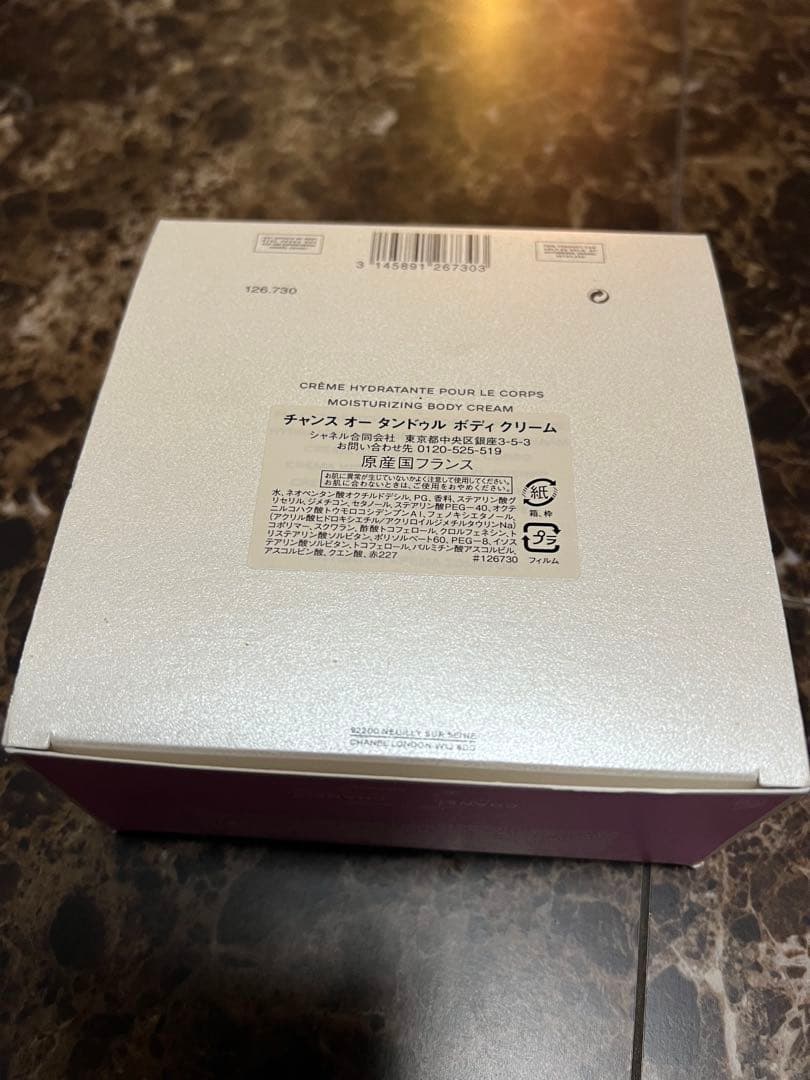 3 145891 267303
126.730
CRÈME HYDRATANTE POUR LE CORPS
MOISTURIZING BODY CREAM
チャンス オー タンドゥル ボディ クリーム
シャネル合同会社 東京都中央区銀座3-5-3
お問い合わせ先 0120-525-519
原産国フランス
お肌に異常が生じていないかよく注意して使用してください。
お肌に合わないときは、ご使用をおやめください。
水、ネオペンタン酸オクチルドデシル、PG、香料、ステアリン酸グ
リセリル、ジメチコン、セタノール、ステアリン酸PEG-40、オクテ
ニルコハク酸トウモロコシデンプンAl、フェノキシエタノール、
(アクリル酸ヒドロキシエチル/アクリロイルジメチルタウリンNa)
コポリマー、スクワラン、酢酸トコフェロール、クロルフェネシン、ト
リステアリン酸ソルビタン、ポリソルベート60、PEG-8、イソス
テアリン酸ソルビタン、トコフェロール、パルミチン酸アスコルビル、
アスコルビン酸、クエン酸、赤227
#126730
紙
箱、枠
プラ
フィルム
92200 NEUILLY SUR SEINE
CHANEL LONDON W1J 6DG
CHANEL